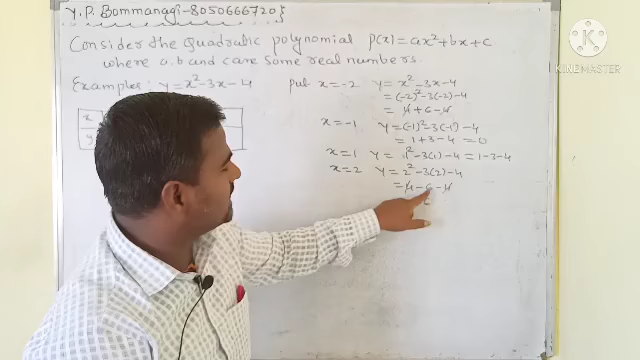 Y. P. Bommanagi-8050666720}
Consider the Quadratic polynomial P(x) = ax² + bx + c
where a, b and c are some real numbers.
Examples: y = x² - 3x - 4
put x = -2 y = x² - 3x - 4
= (-2)² - 3(-2) - 4
= 4 + 6 - 4
x = -1 y = (-1)² - 3(-1) - 4
= 1 + 3 - 4 = 0
x = 1 y = 1² - 3(1) - 4 = 1 - 3 - 4
x = 2 y = 2² - 3(2) - 4
= 4 - 6 - 4
x
y
KINEMASTER